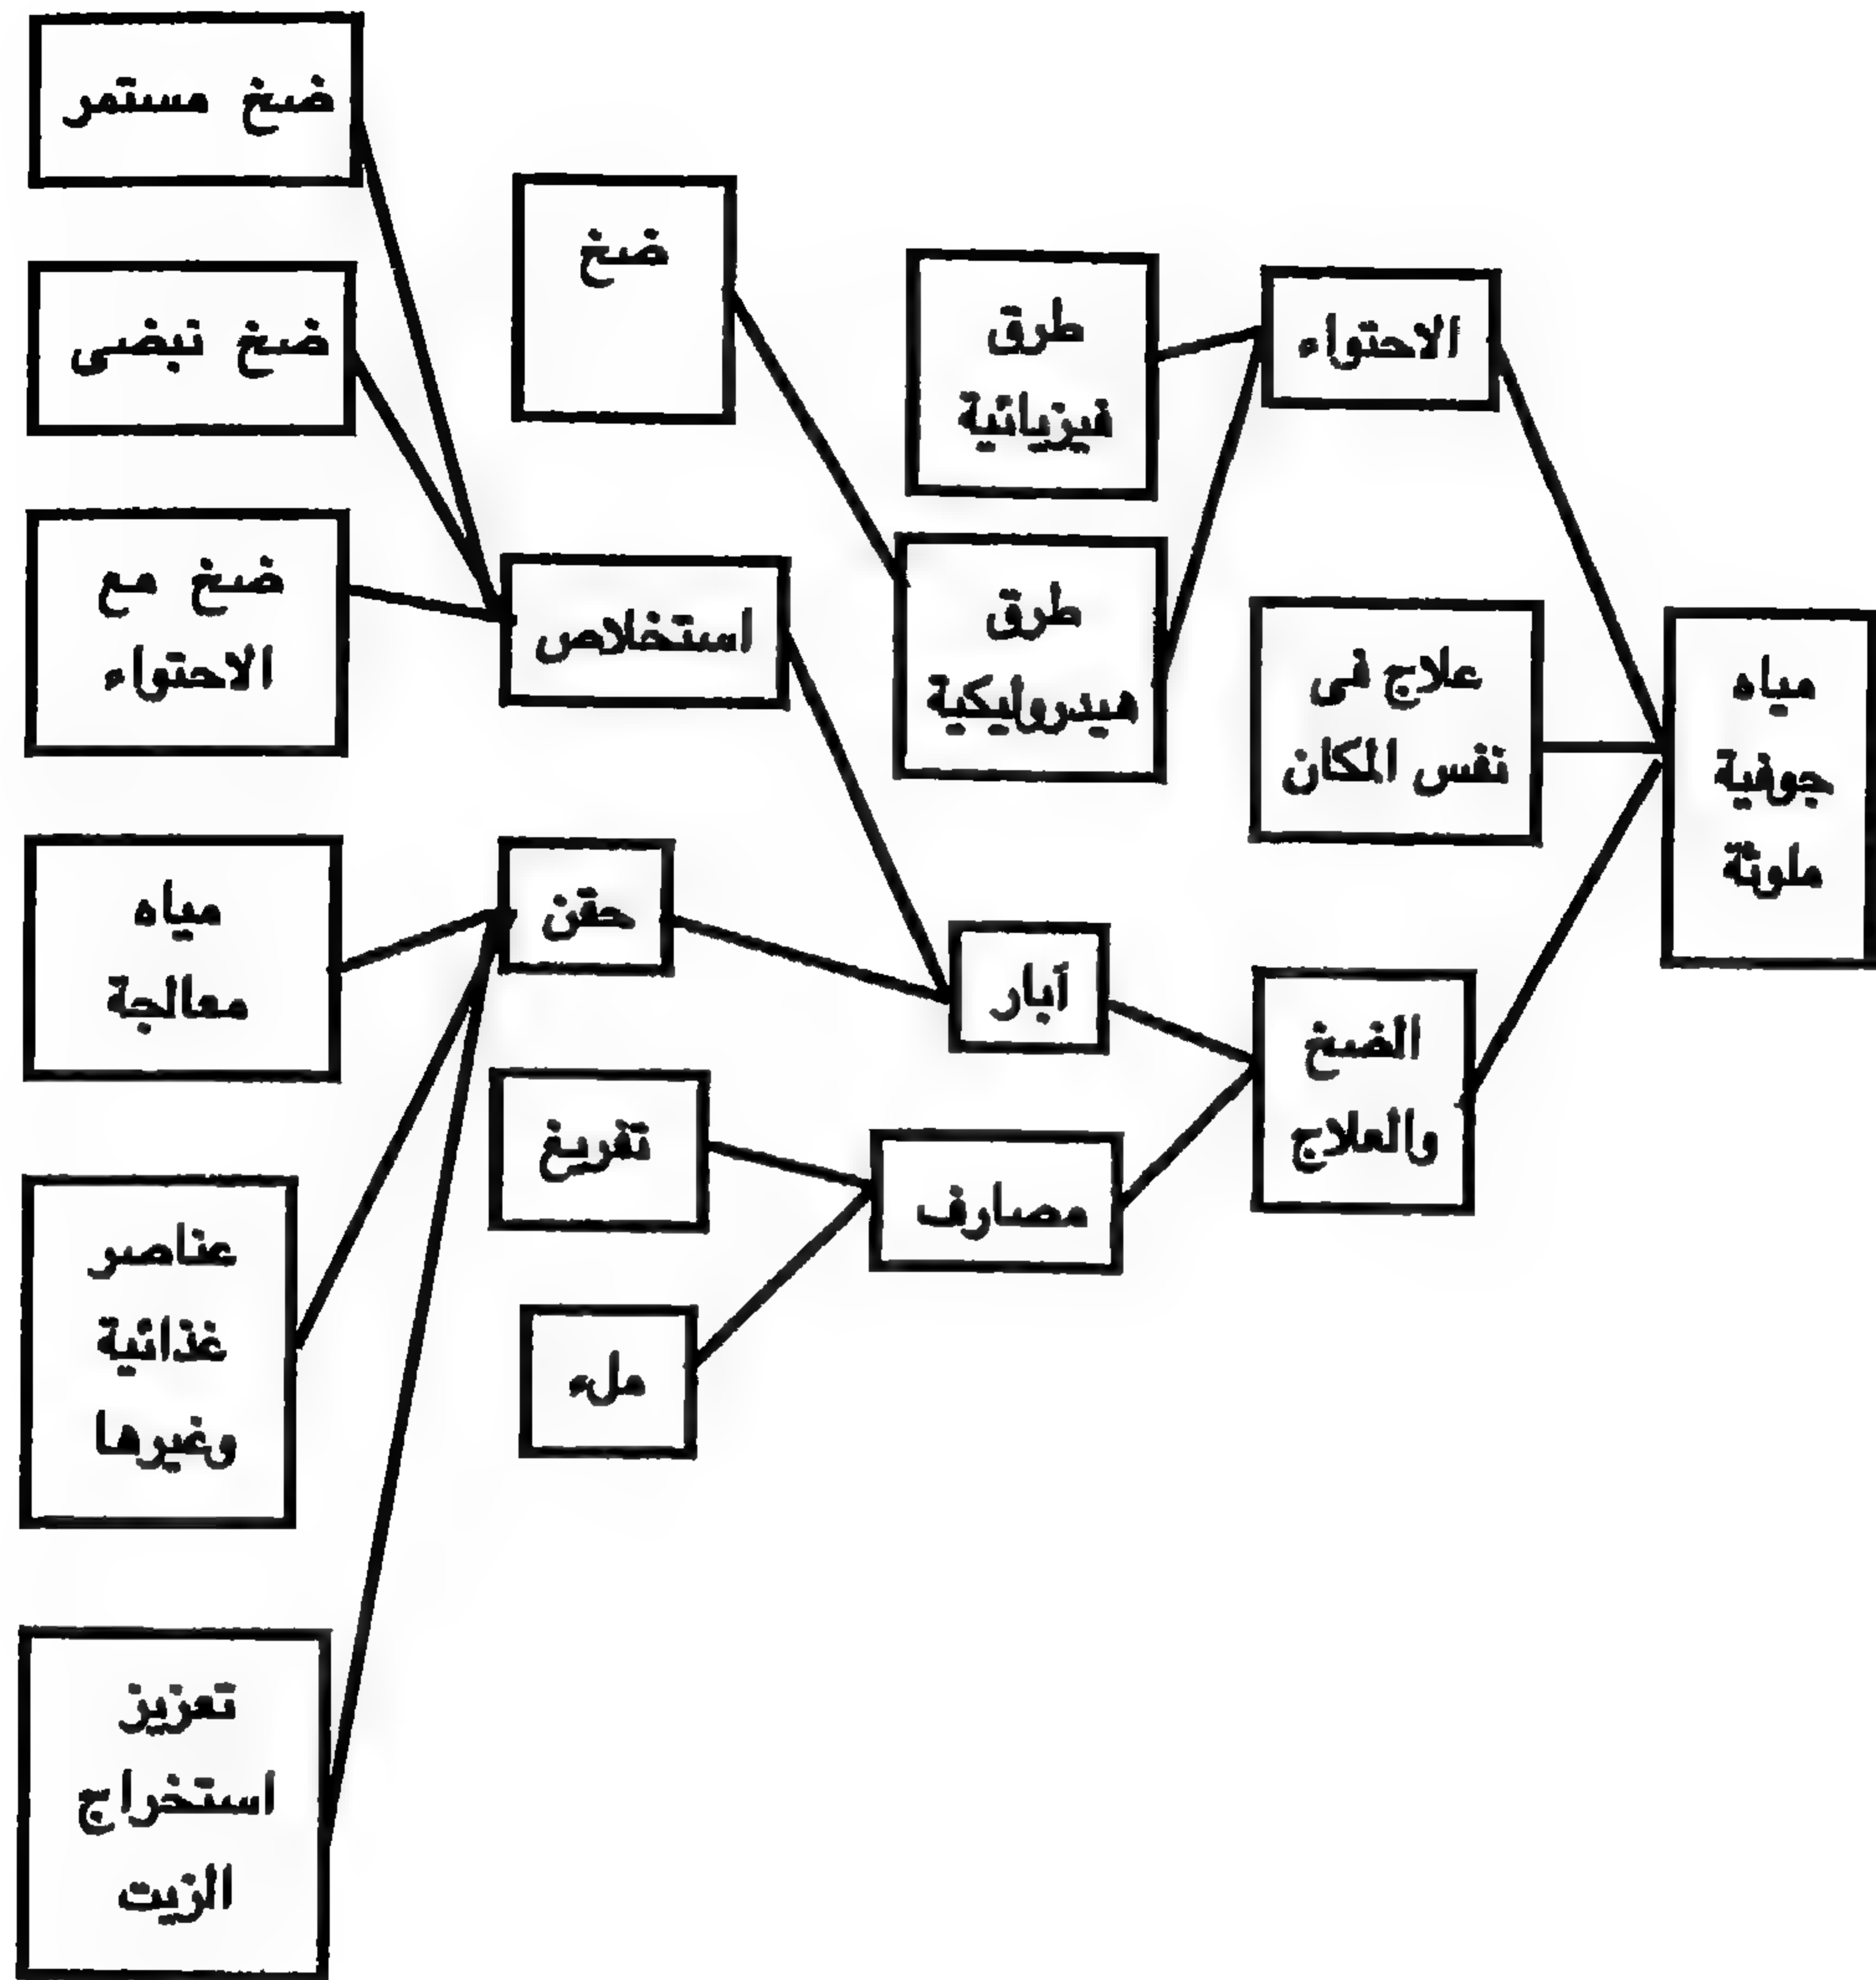 مياه
جوفية
ملوثة
الاحتواء
علاج فى
نفس المكان
الضخ
والعلاج
طرق
فيزيائية
طرق
هيدروليكية
آبار
مصارف
ضخ
استخلاص
حقن
تفريغ
ملء
ضخ مستمر
ضخ نبضى
ضخ مع
الاحتواء
مياه
معالجة
عناصر
غذائية
وغيرها
تعزيز
استخراج
الزيت